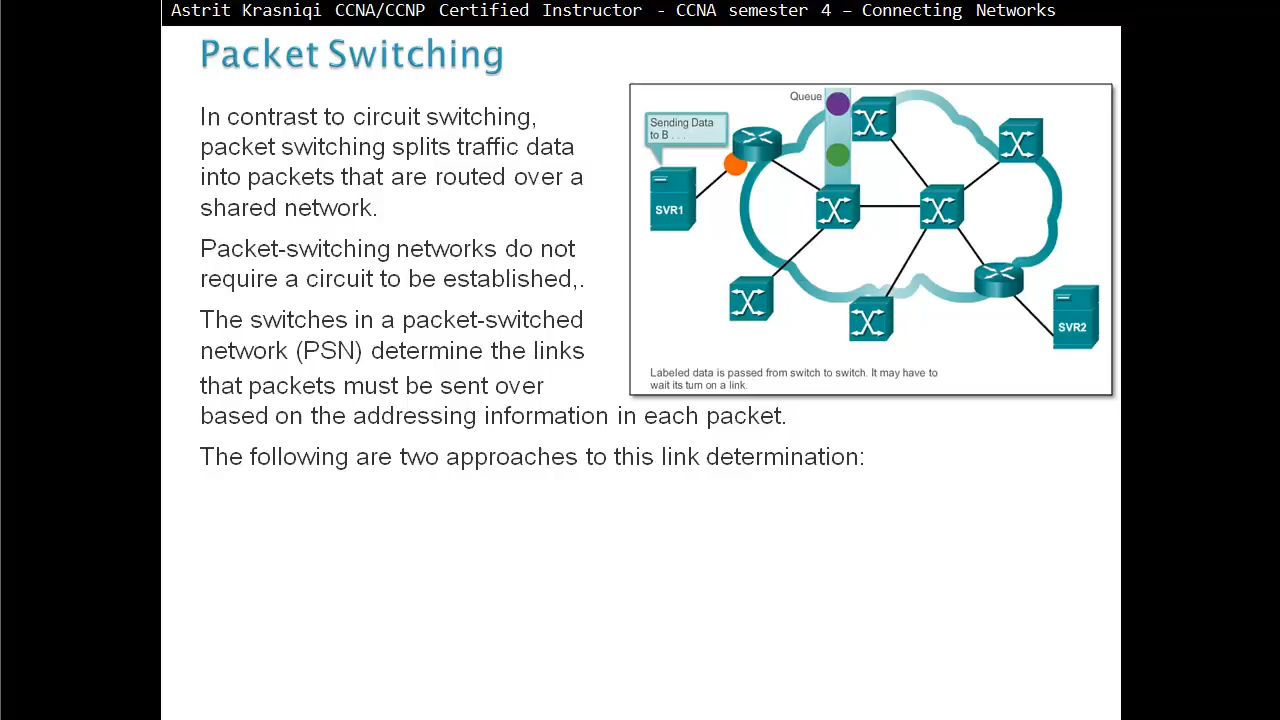 Astrit Krasniqi CCNA/CCNP Certified Instructor - CCNA semester 4 – Connecting Networks
Packet Switching
In contrast to circuit switching,
packet switching splits traffic data
into packets that are routed over a
shared network.
Packet-switching networks do not
require a circuit to be established,.
The switches in a packet-switched
network (PSN) determine the links
that packets must be sent over
based on the addressing information in each packet.
The following are two approaches to this link determination:
Queue
Sending Data
to B . . .
SVR1
SVR2
Labeled data is passed from switch to switch. It may have to
wait its turn on a link.